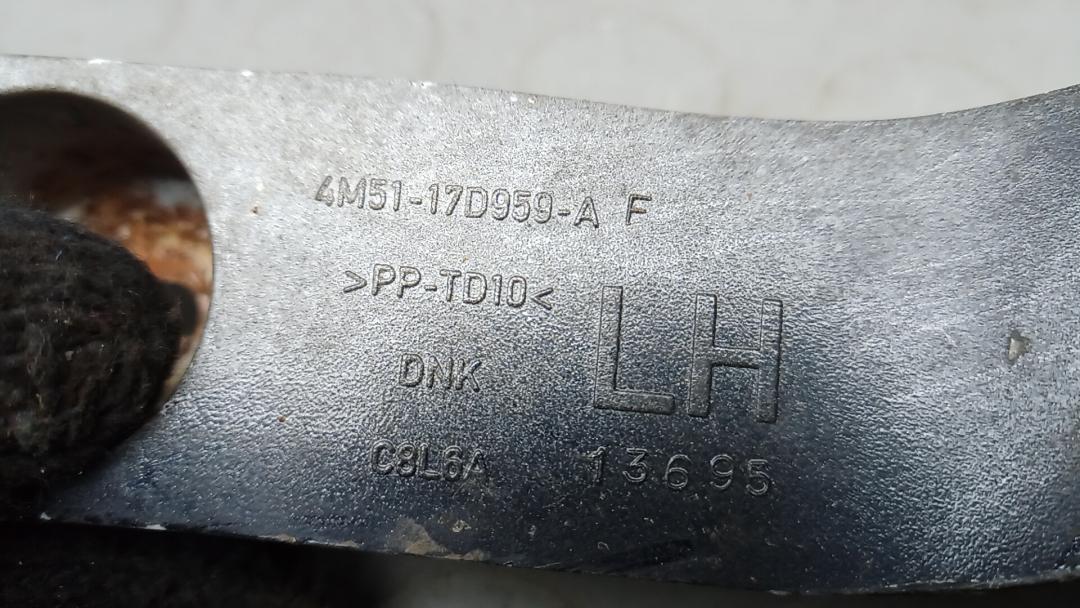 4M51-17D959-A F
>PP-TD10<
LH
DNK
C8L6A 13695